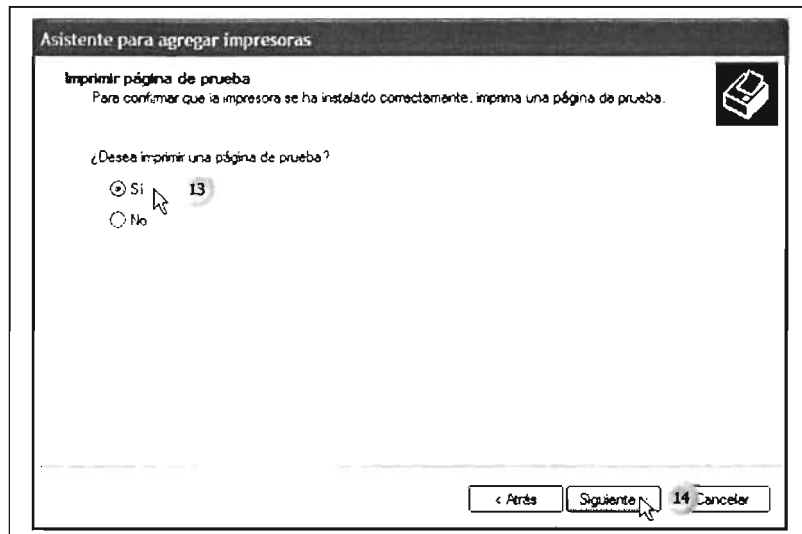 Asistente para agregar impresoras
Imprimir página de prueba
Para confirmar que la impresora se ha instalado correctamente, imprima una página de prueba.
¿Desea imprimir una página de prueba?
Sí 13
No
< Atrás Siguiente > 14 Cancelar